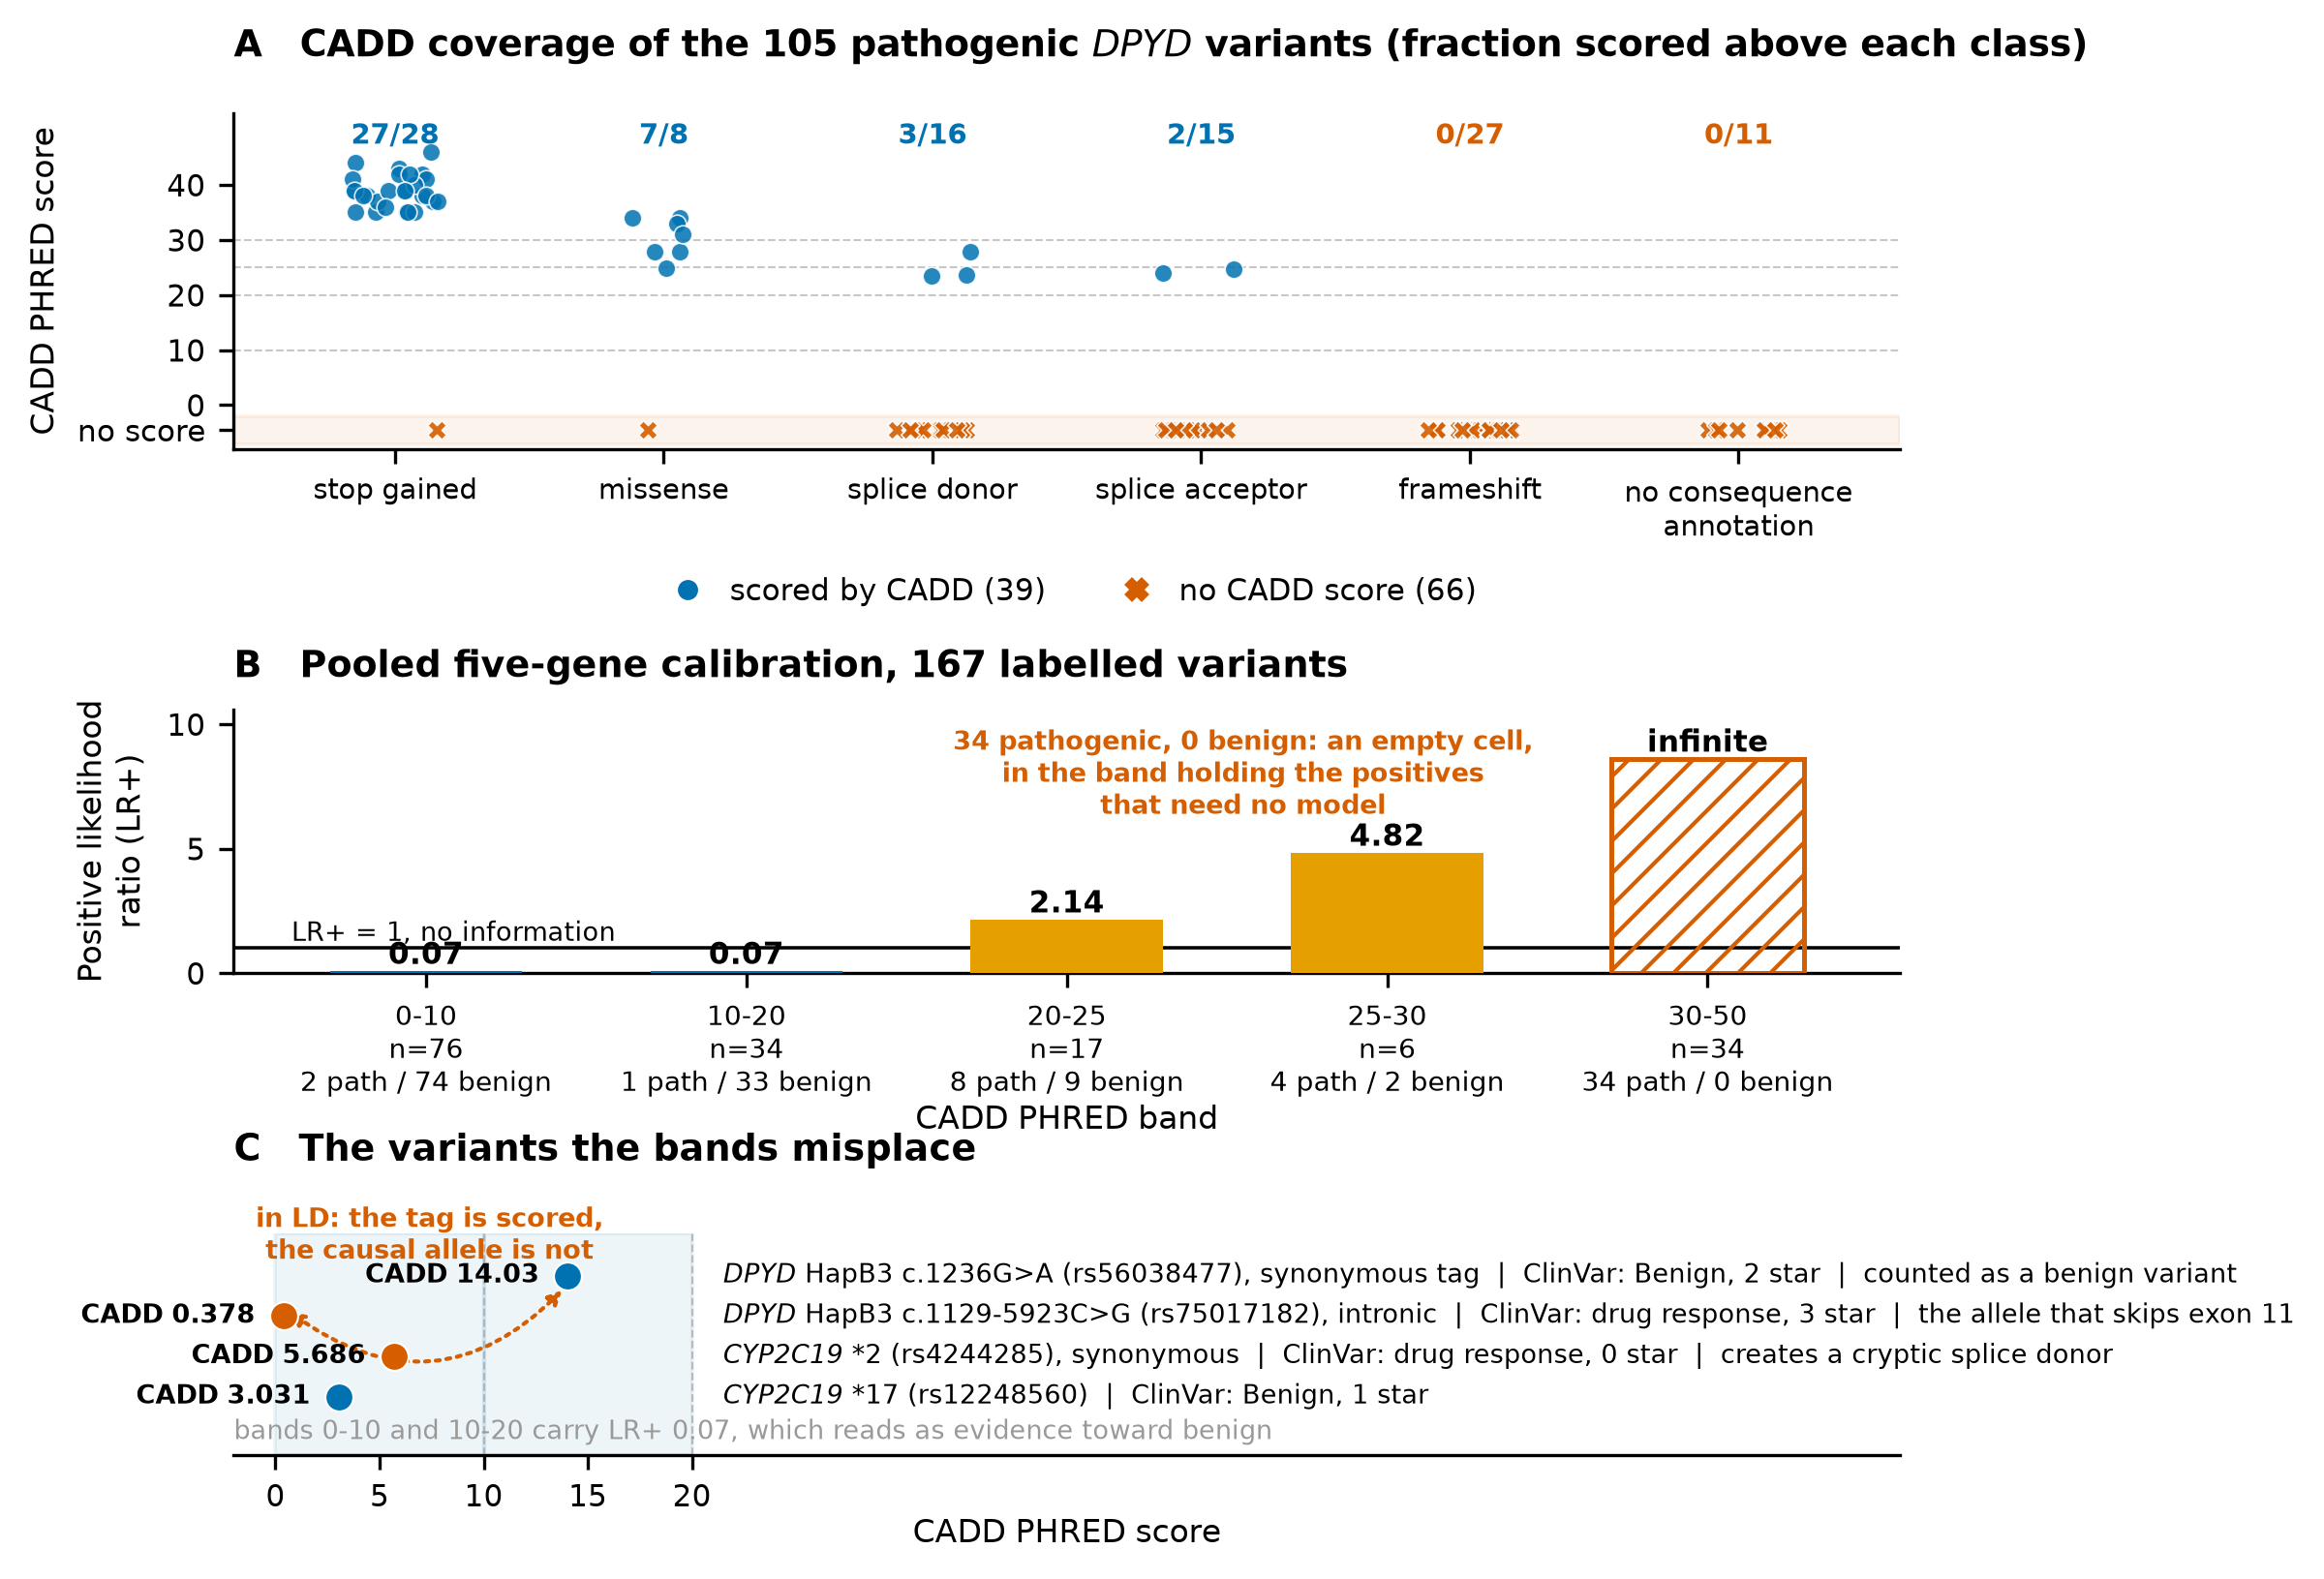 A CADD coverage of the 105 pathogenic DPYD variants (fraction scored above each class)
27/28 7/8 3/16 2/15 0/27 0/11
CADD PHRED score
40
30
20
10
0
no score
stop gained missense splice donor splice acceptor frameshift no consequence
annotation
scored by CADD (39) no CADD score (66)
B Pooled five-gene calibration, 167 labelled variants
Positive likelihood
ratio (LR+)
10
5
0
34 pathogenic, 0 benign: an empty cell,
in the band holding the positives
that need no model
infinite
4.82
2.14
LR+ = 1, no information
0.07 0.07
0-10 10-20 20-25 25-30 30-50
n=76 n=34 n=17 n=6 n=34
2 path / 74 benign 1 path / 33 benign 8 path / 9 benign 4 path / 2 benign 34 path / 0 benign
CADD PHRED band
C The variants the bands misplace
in LD: the tag is scored,
the causal allele is not
CADD 14.03 DPYD HapB3 c.1236G>A (rs56038477), synonymous tag | ClinVar: Benign, 2 star | counted as a benign variant
CADD 0.378 DPYD HapB3 c.1129-5923C>G (rs75017182), intronic | ClinVar: drug response, 3 star | the allele that skips exon 11
CADD 5.686 CYP2C19 *2 (rs4244285), synonymous | ClinVar: drug response, 0 star | creates a cryptic splice donor
CADD 3.031 CYP2C19 *17 (rs12248560) | ClinVar: Benign, 1 star
bands 0-10 and 10-20 carry LR+ 0.07, which reads as evidence toward benign
0 5 10 15 20
CADD PHRED score